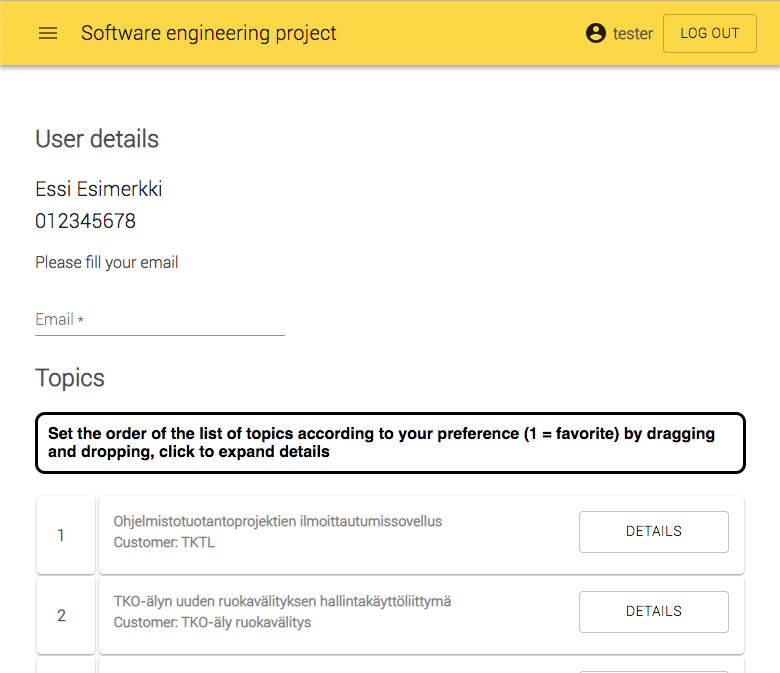 Software engineering project
tester
LOG OUT
User details
Essi Esimerkki
012345678
Please fill your email
Email *
Topics
Set the order of the list of topics according to your preference (1 = favorite) by dragging
and dropping, click to expand details
1
Ohjelmistotuotantoprojektien ilmoittautumissovellus
Customer: TKTL
DETAILS
2
TKO-älyn uuden ruokavälityksen hallintakäyttöliittymä
Customer: TKO-äly ruokavälitys
DETAILS